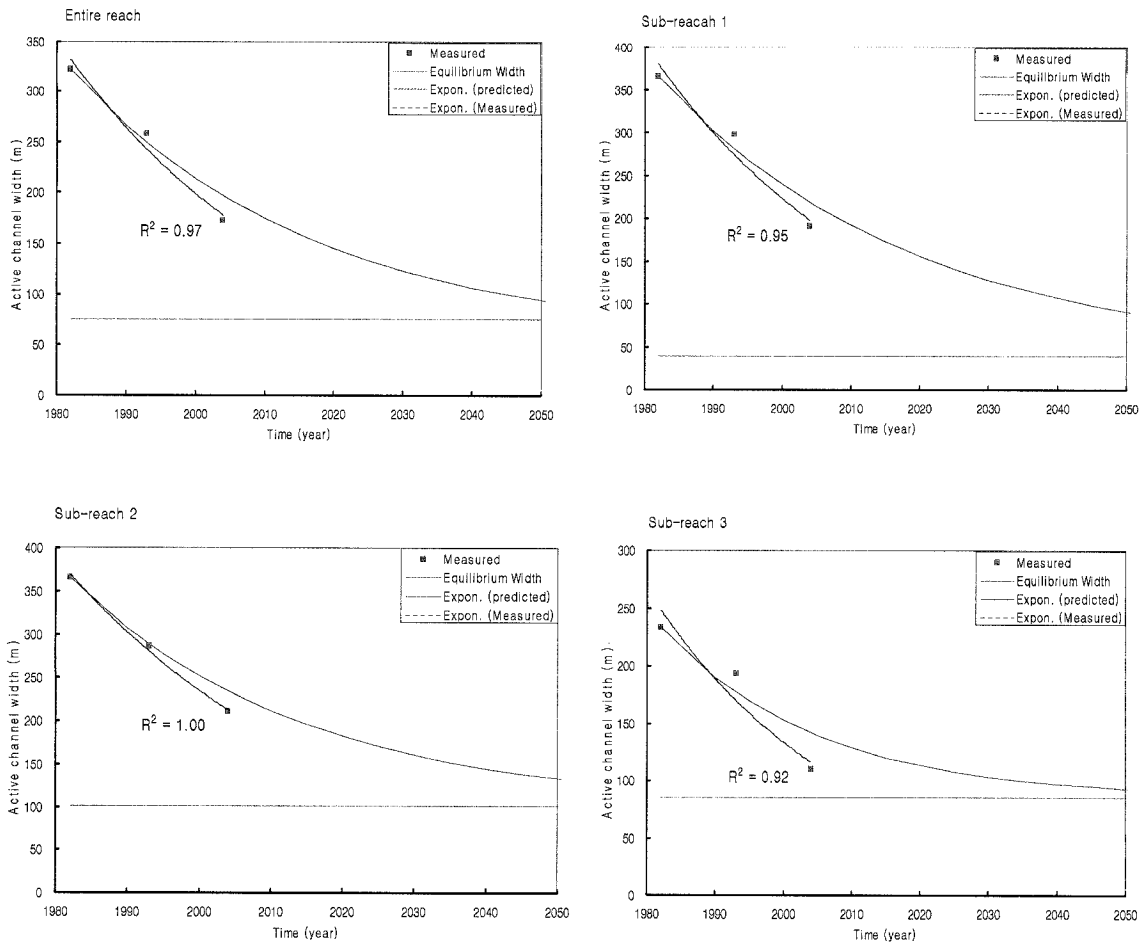 Entire reach
Active channel width (m)
350
300
250
200
150
100
50
0
Measured
Equilibrium Width
Expon. (predicted)
Expon. (Measured)
R² = 0.97
1980 1990 2000 2010 2020 2030 2040 2050
Time (year)
Sub-reacah 1
Active channel width (m)
400
350
300
250
200
150
100
50
0
Measured
Equilibrium Width
Expon. (predicted)
Expon. (Measured)
R² = 0.95
1980 1990 2000 2010 2020 2030 2040 2050
Time (year)
Sub-reach 2
Active channel width (m)
400
350
300
250
200
150
100
50
0
Measured
Equilibrium Width
Expon. (predicted)
Expon. (Measured)
R² = 1.00
1980 1990 2000 2010 2020 2030 2040 2050
Time (year)
Sub-reach 3
Active channel width (m).
300
250
200
150
100
50
0
Measured
Equilibrium Width
Expon. (predicted)
Expon. (Measured)
R² = 0.92
1980 1990 2000 2010 2020 2030 2040 2050
Time (year)